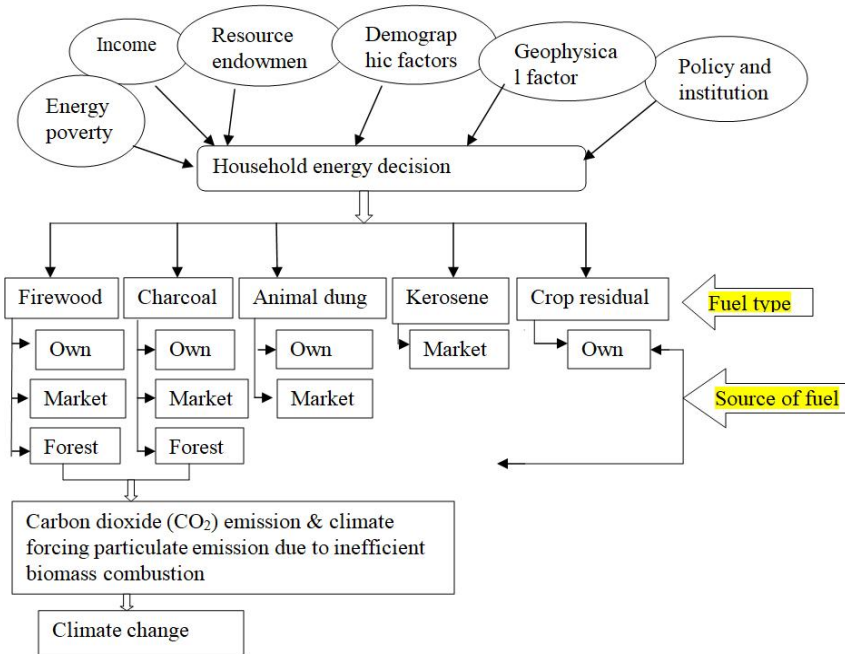 Income
Resource
endowmen
Demograp
hic factors
Geophysica
l factor
Policy and
institution
Energy
poverty
Household energy decision
Firewood
Charcoal
Animal dung
Kerosene
Crop residual
Fuel type
Own
Own
Own
Market
Own
Market
Market
Market
Source of fuel
Forest
Forest
Carbon dioxide (CO₂) emission & climate
forcing particulate emission due to inefficient
biomass combustion
Climate change